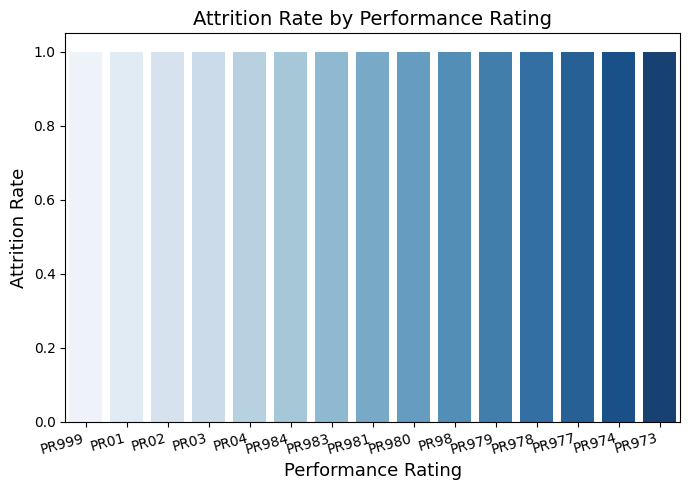 Attrition Rate by Performance Rating
1.0
0.8
0.6
0.4
0.2
0.0
Attrition Rate
PR999 PR01 PR02 PR03 PR04 PR984 PR983 PR981 PR980 PR98 PR979 PR978 PR977 PR974 PR973
Performance Rating